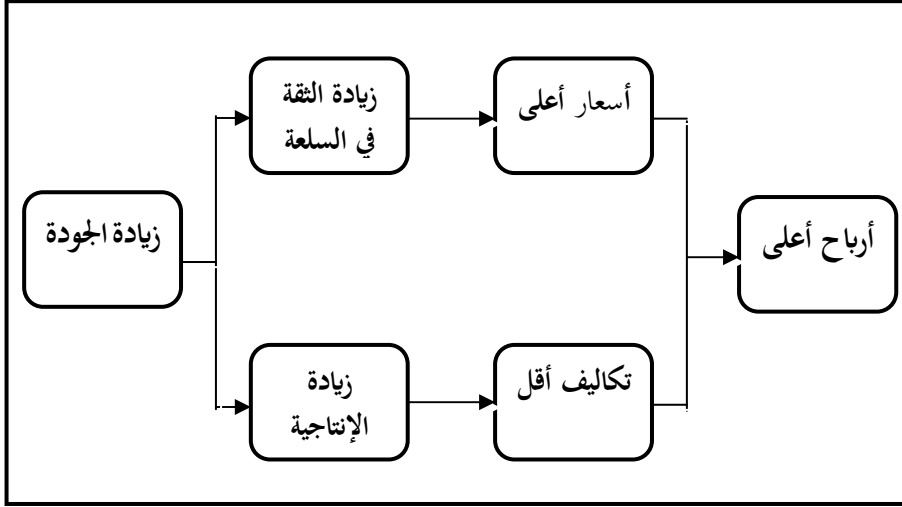 زيادة الجودة
زيادة الثقة
في السلعة
أسعار أعلى
زيادة
الإنتاجية
تكاليف أقل
أرباح أعلى